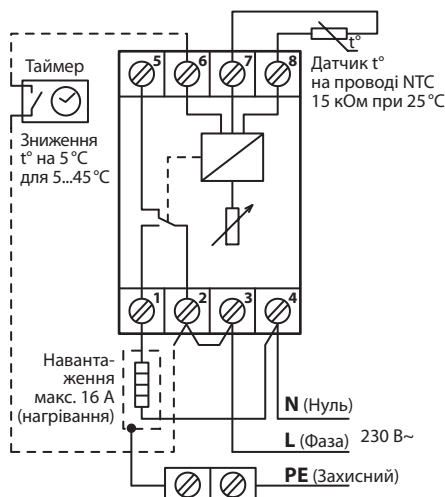 5
6
7
8
Таймер
Зниження
t° на 5 °C
для 5...45 °C
t°
Датчик t°
на проводі NTC
15 кОм при 25 °C
1
2
3
4
Наванта-
ження
макс. 16 А
(нагрівання)
N (Нуль)
L (Фаза) 230 В~
PE (Захисний)